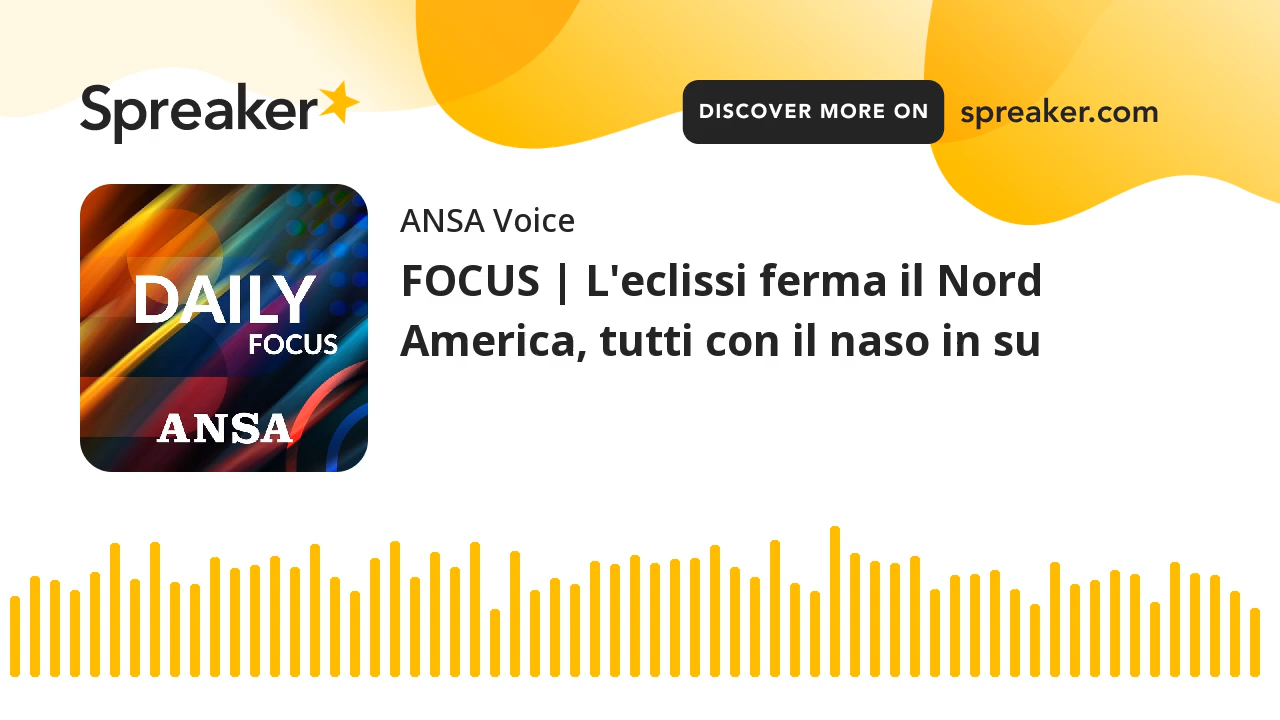 Spreaker
DISCOVER MORE ON
spreaker.com
DAILY
FOCUS
ANSA
ANSA Voice
FOCUS | L'eclissi ferma il Nord
America, tutti con il naso in su